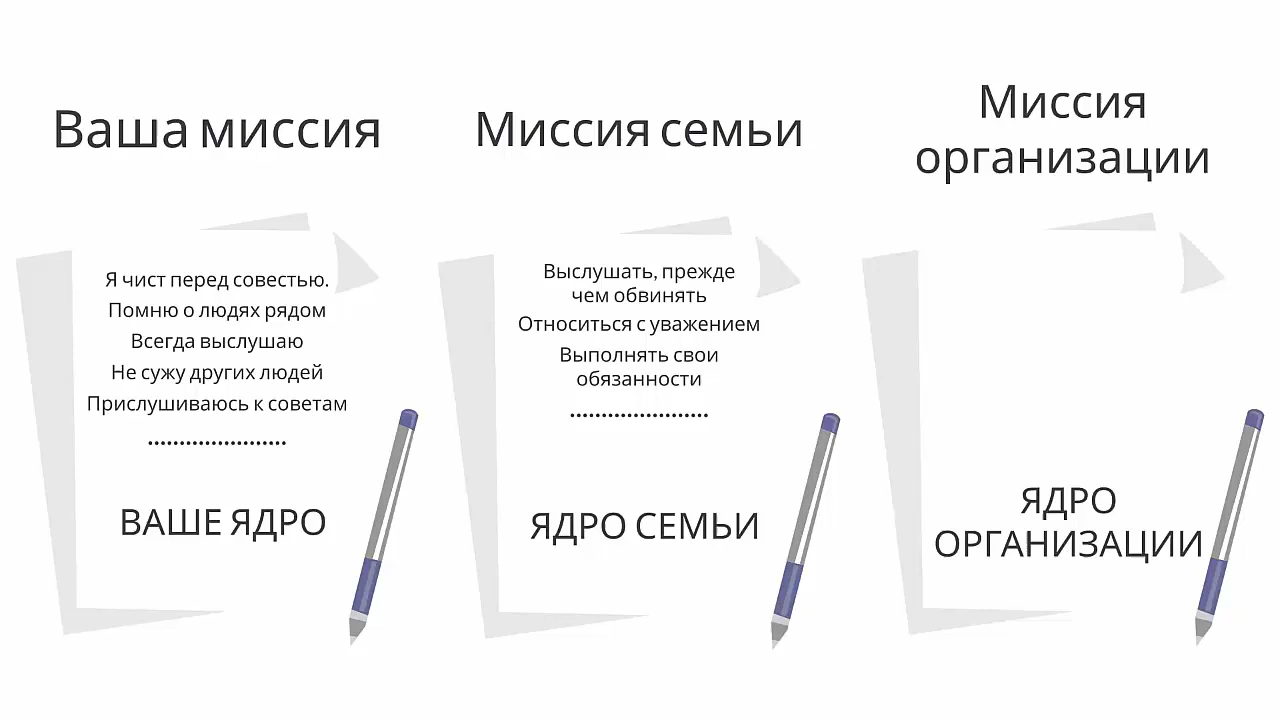 Ваша миссия
Я чист перед совестью.
Помню о людях рядом
Всегда выслушаю
Не сужу других людей
Прислушиваюсь к советам
......................
ВАШЕ ЯДРО
Миссия семьи
Выслушать, прежде
чем обвинять
Относиться с уважением
Выполнять свои
обязанности
......................
ЯДРО СЕМЬИ
Миссия
организации
ЯДРО
ОРГАНИЗАЦИИ